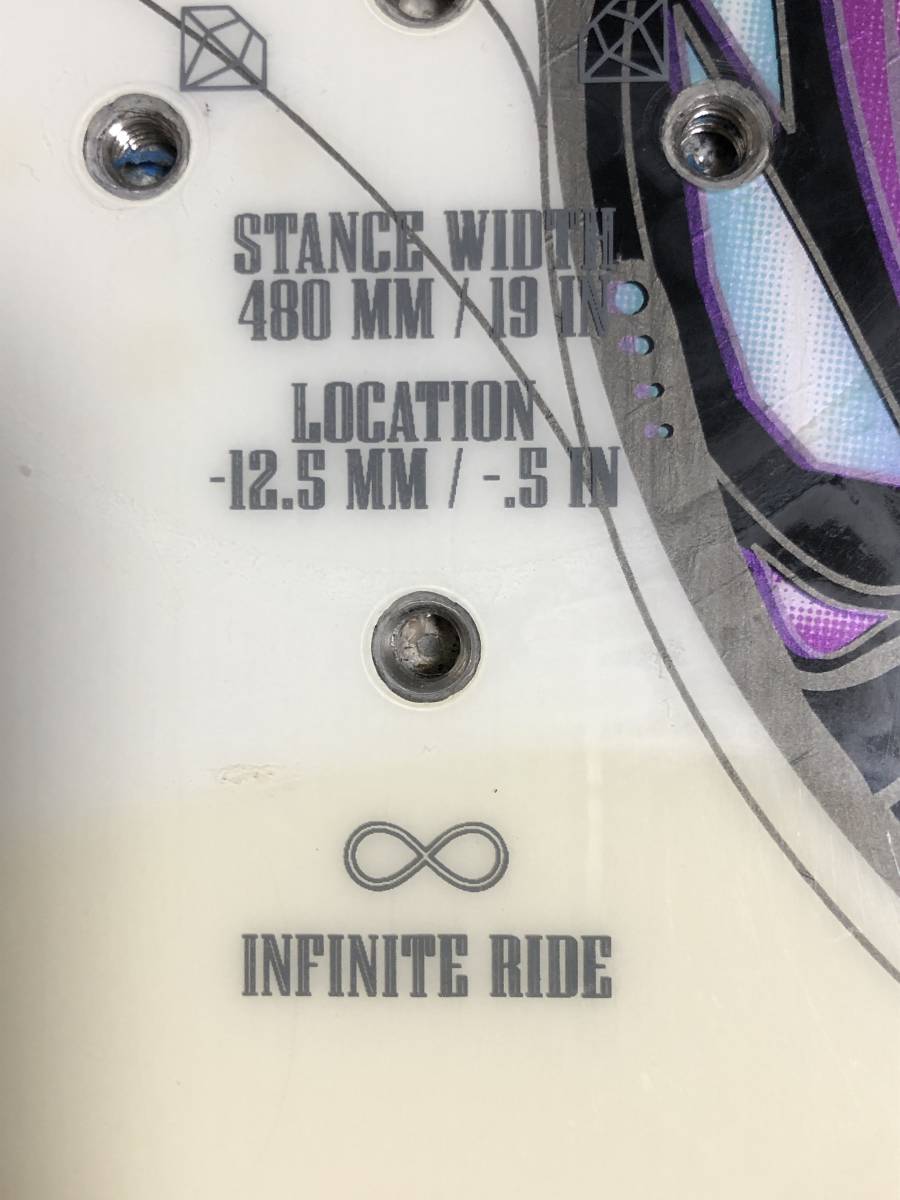 STANCE WIDTH
480 MM / 19 IN
LOCATION
-12.5 MM / -.5 IN
INFINITE RIDE